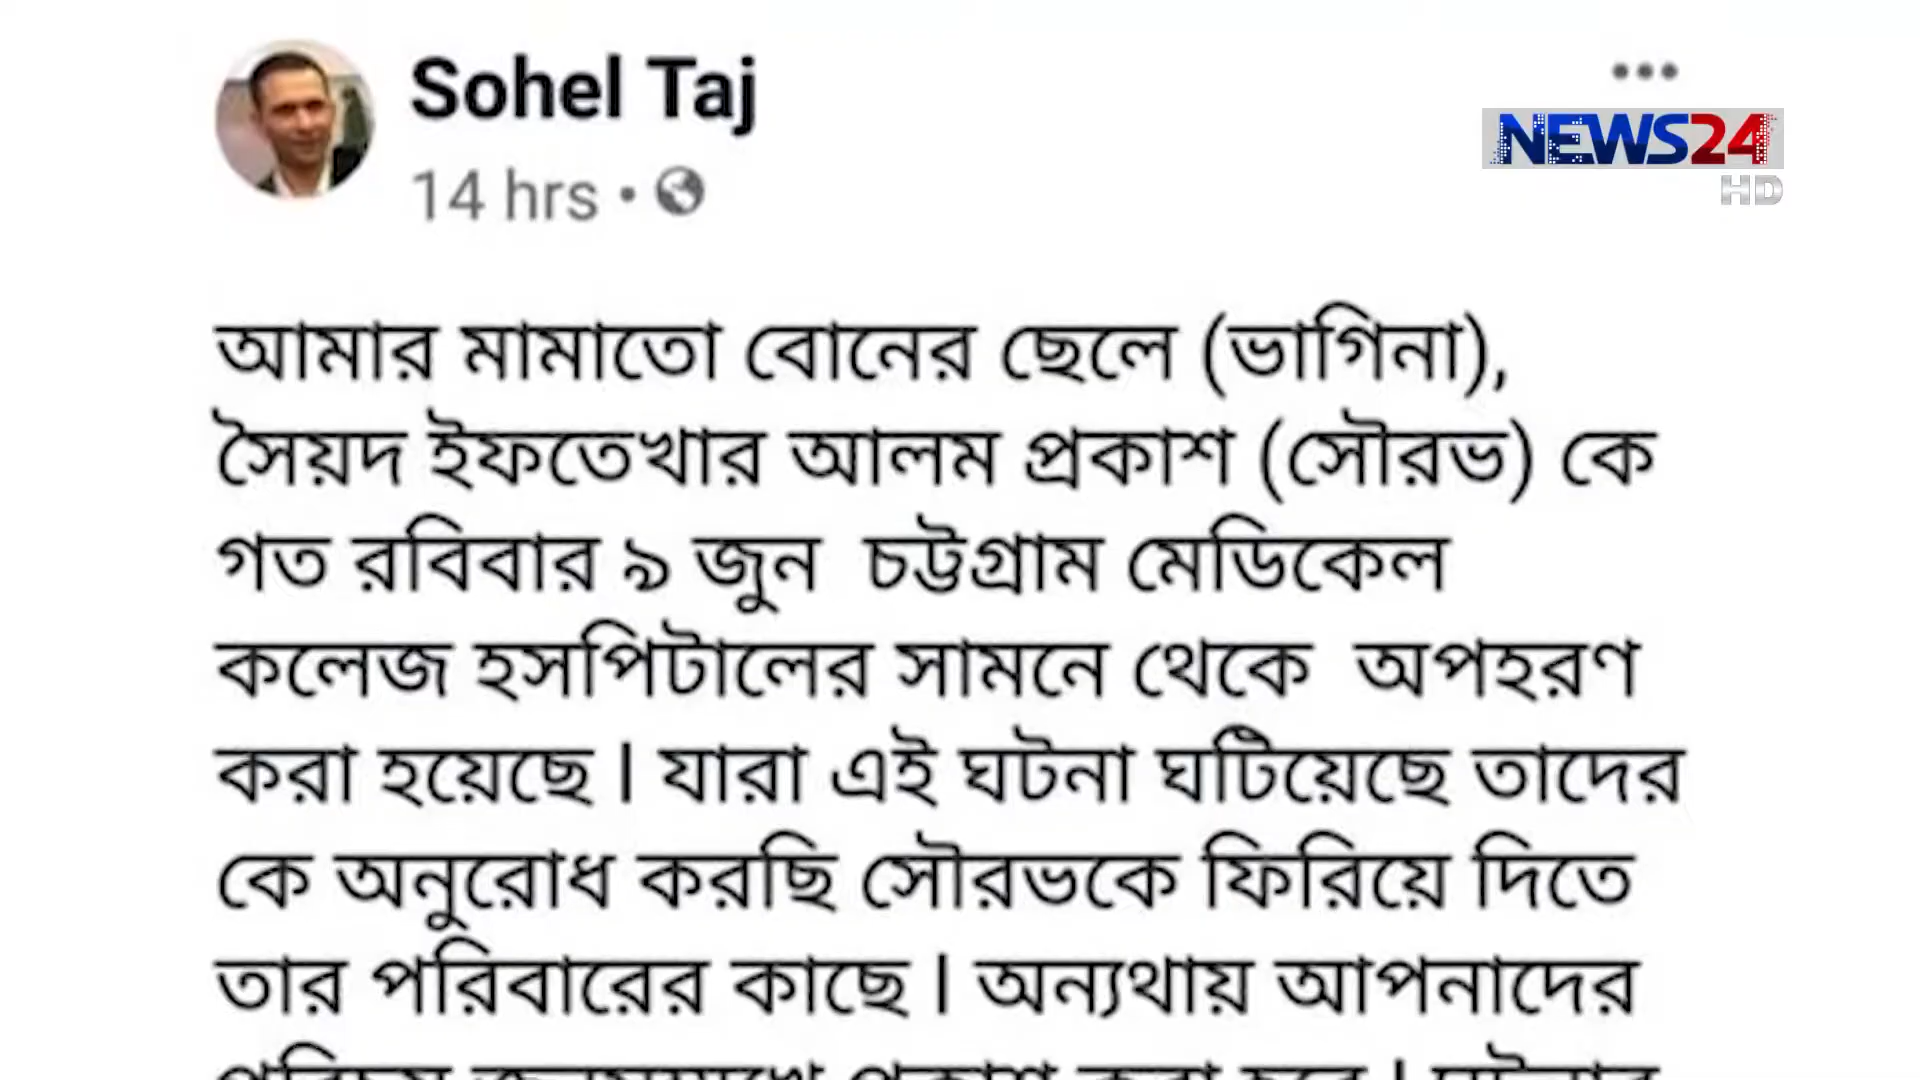 Sohel Taj
14 hrs •
NEWS24
HD
আমার মামাতো বোনের ছেলে (ভাগিনা),
সৈয়দ ইফতেখার আলম প্রকাশ (সৌরভ) কে
গত রবিবার ৯ জুন চট্টগ্রাম মেডিকেল
কলেজ হসপিটালের সামনে থেকে অপহরণ
করা হয়েছে। যারা এই ঘটনা ঘটিয়েছে তাদের
কে অনুরোধ করছি সৌরভকে ফিরিয়ে দিতে
তার পরিবারের কাছে। অন্যথায় আপনাদের